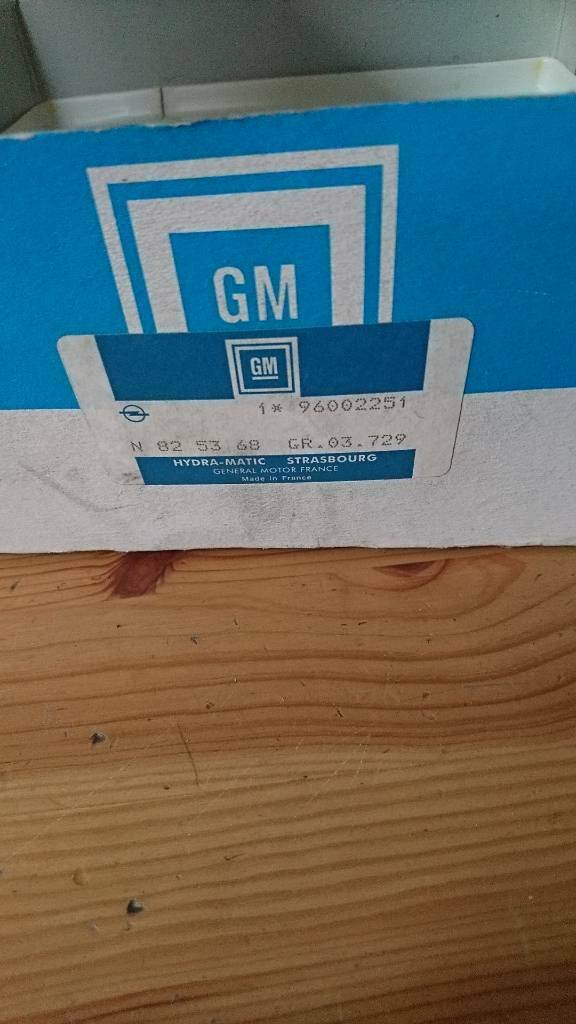 GM
GM
1* 96002251
N 82 53 68 GR.03.729
HYDRA-MATIC STRASBOURG
GENERAL MOTOR FRANCE
Made in France